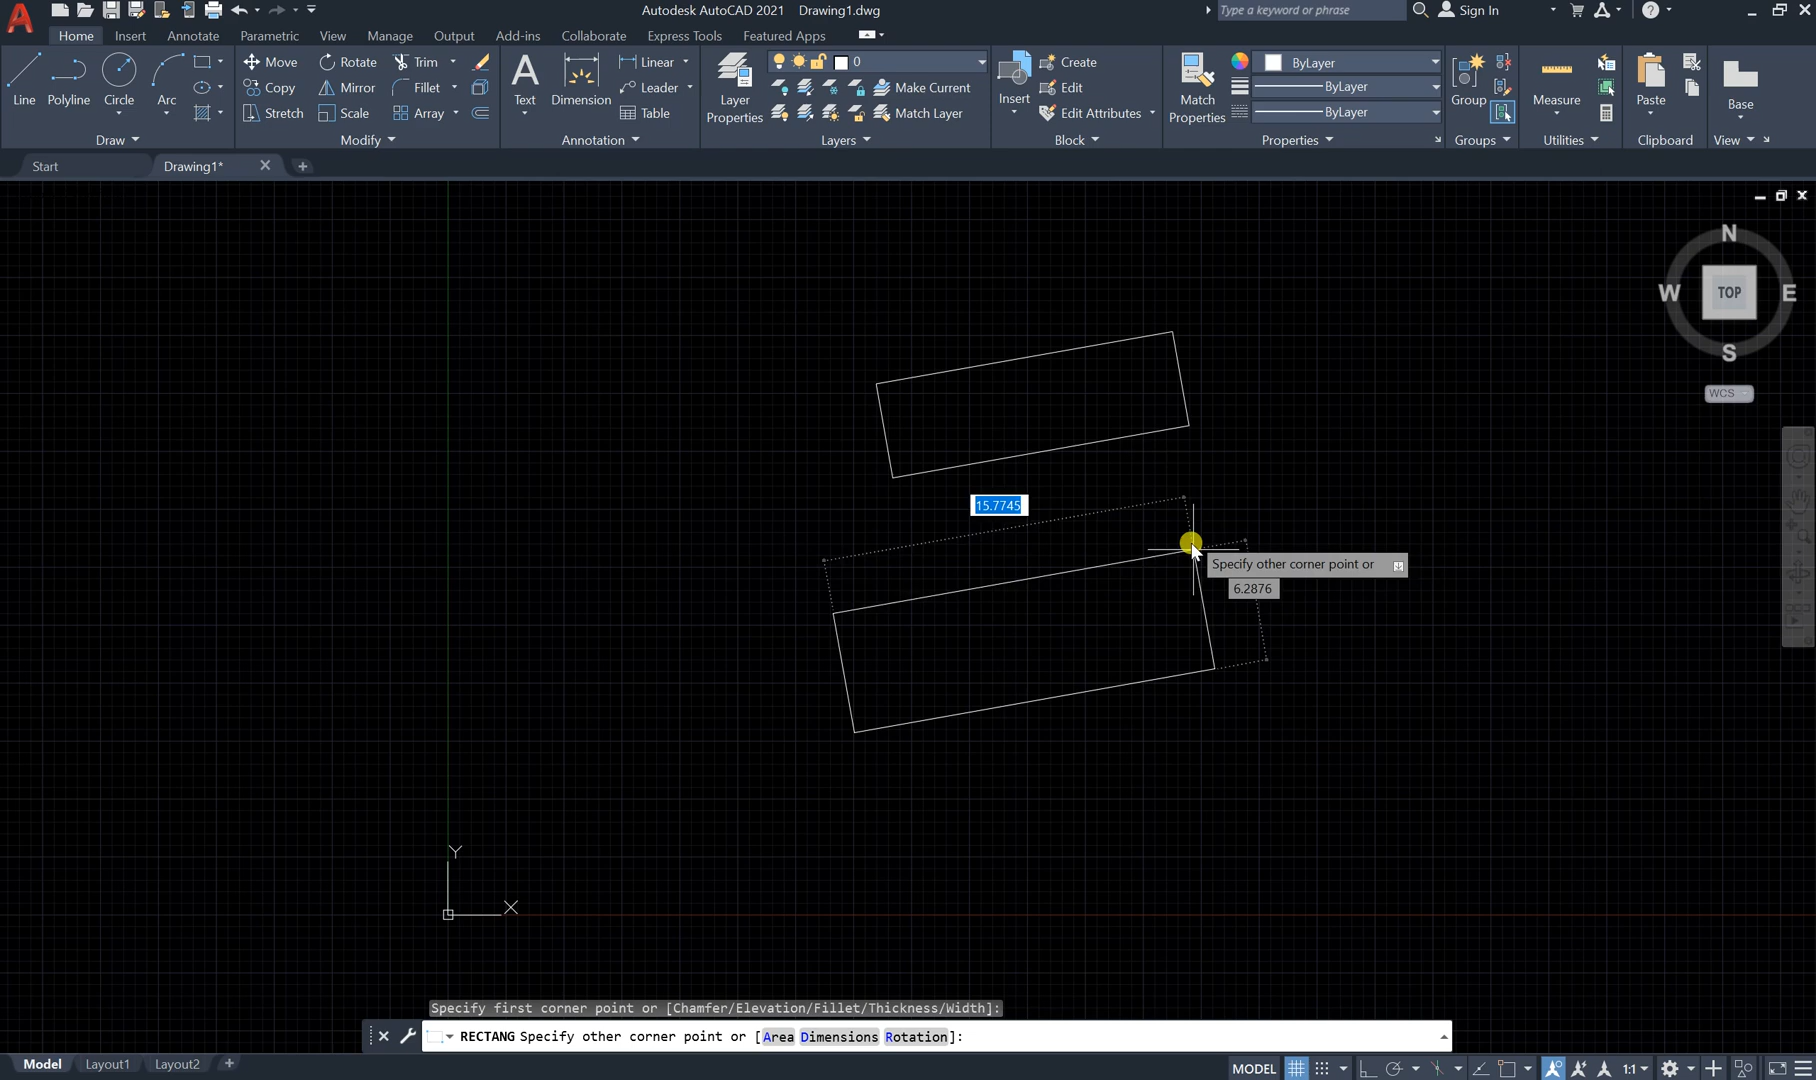 Autodesk AutoCAD 2021 Drawing1.dwg
Type a keyword or phrase
Sign In
Home Insert Annotate Parametric View Manage Output Add-ins Collaborate Express Tools Featured Apps
Line Polyline Circle Arc
Draw
Move Rotate Trim
Copy Mirror Fillet
Stretch Scale Array
Modify
Text Dimension
Linear
Leader
Table
Annotation
Layer Properties
0
Make Current
Match Layer
Layers
Insert
Create
Edit
Edit Attributes
Block
Match Properties
ByLayer
ByLayer
ByLayer
Properties
Group
Groups
Measure
Utilities
Paste
Clipboard
Base
View
Start
Drawing1*
N
W TOP E
S
WCS
15.7745
Specify other corner point or
6.2876
Y
X
Specify first corner point or [Chamfer/Elevation/Fillet/Thickness/Width]:
RECTANG Specify other corner point or [Area Dimensions Rotation]:
Model Layout1 Layout2
MODEL
1:1